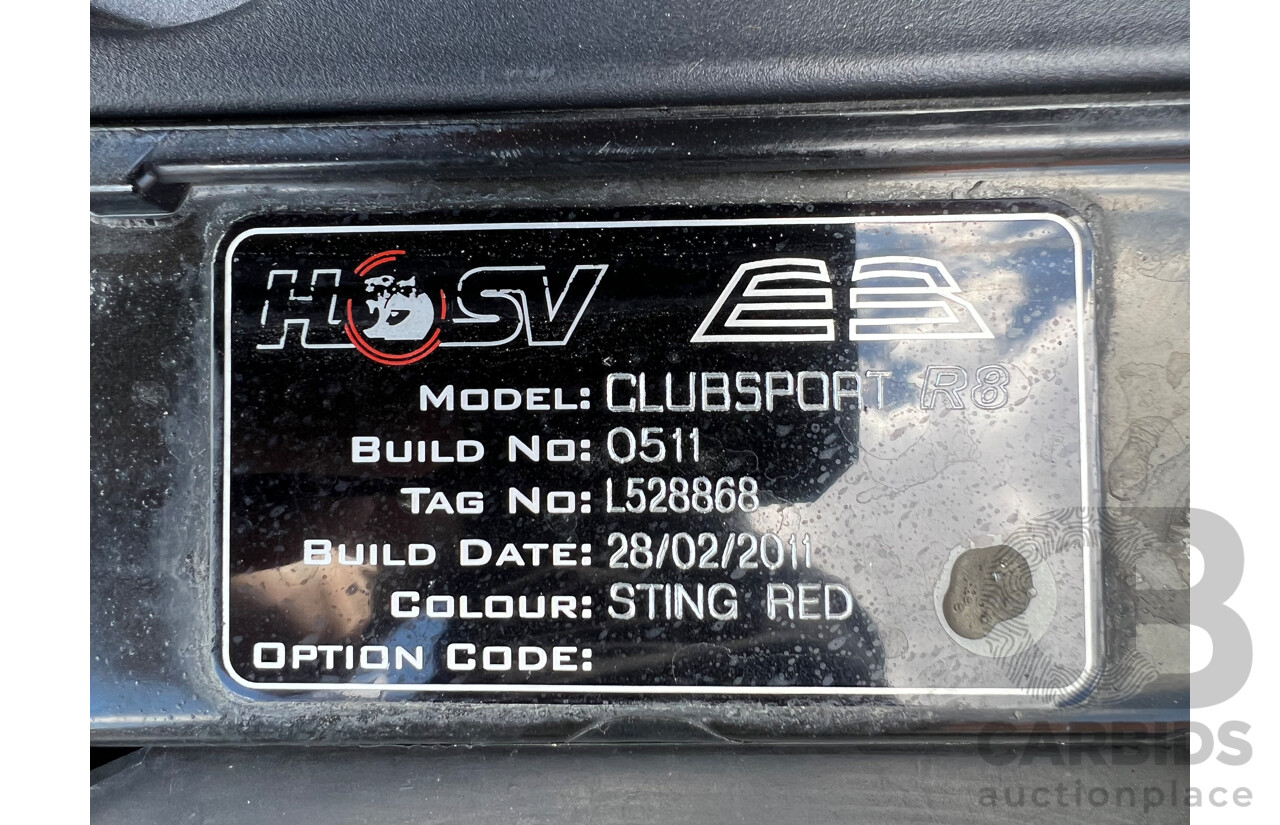 HSV E3
MODEL: CLUBSPORT R8
BUILD NO: 0511
TAG NO: L528868
BUILD DATE: 28/02/2011
COLOUR: STING RED
OPTION CODE:
B
CARBIDS
auctionplace